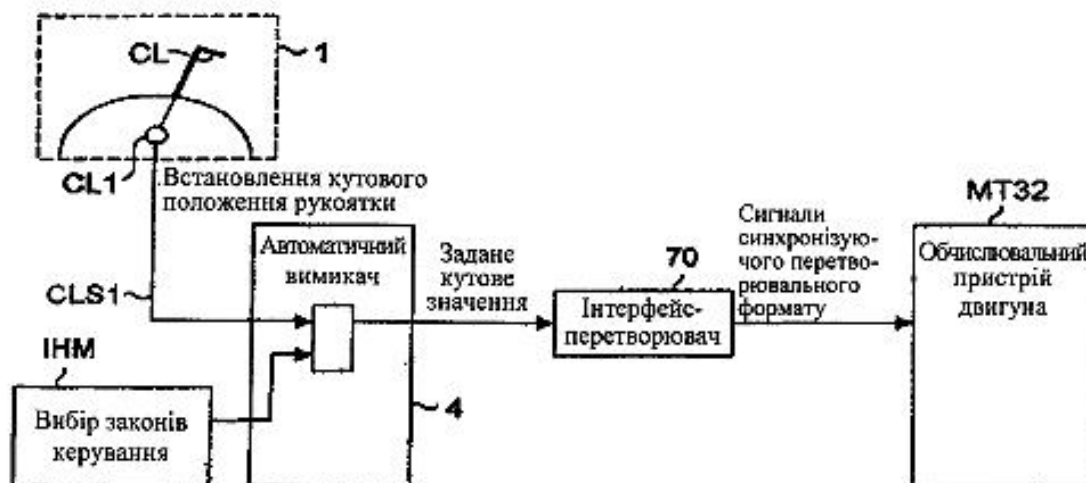 CL
1
CL1
.Встановлення кутового
положення рукоятки
CLS1
Автоматичний
вимикач
Задане
кутове
значення
70
Інтерфейс-
перетворювач
Сигнали
синхронізую-
чого перетво-
рювального
формату
МТ32
Обчислювальний
пристрій
двигуна
IHM
Вибір законів
керування
4